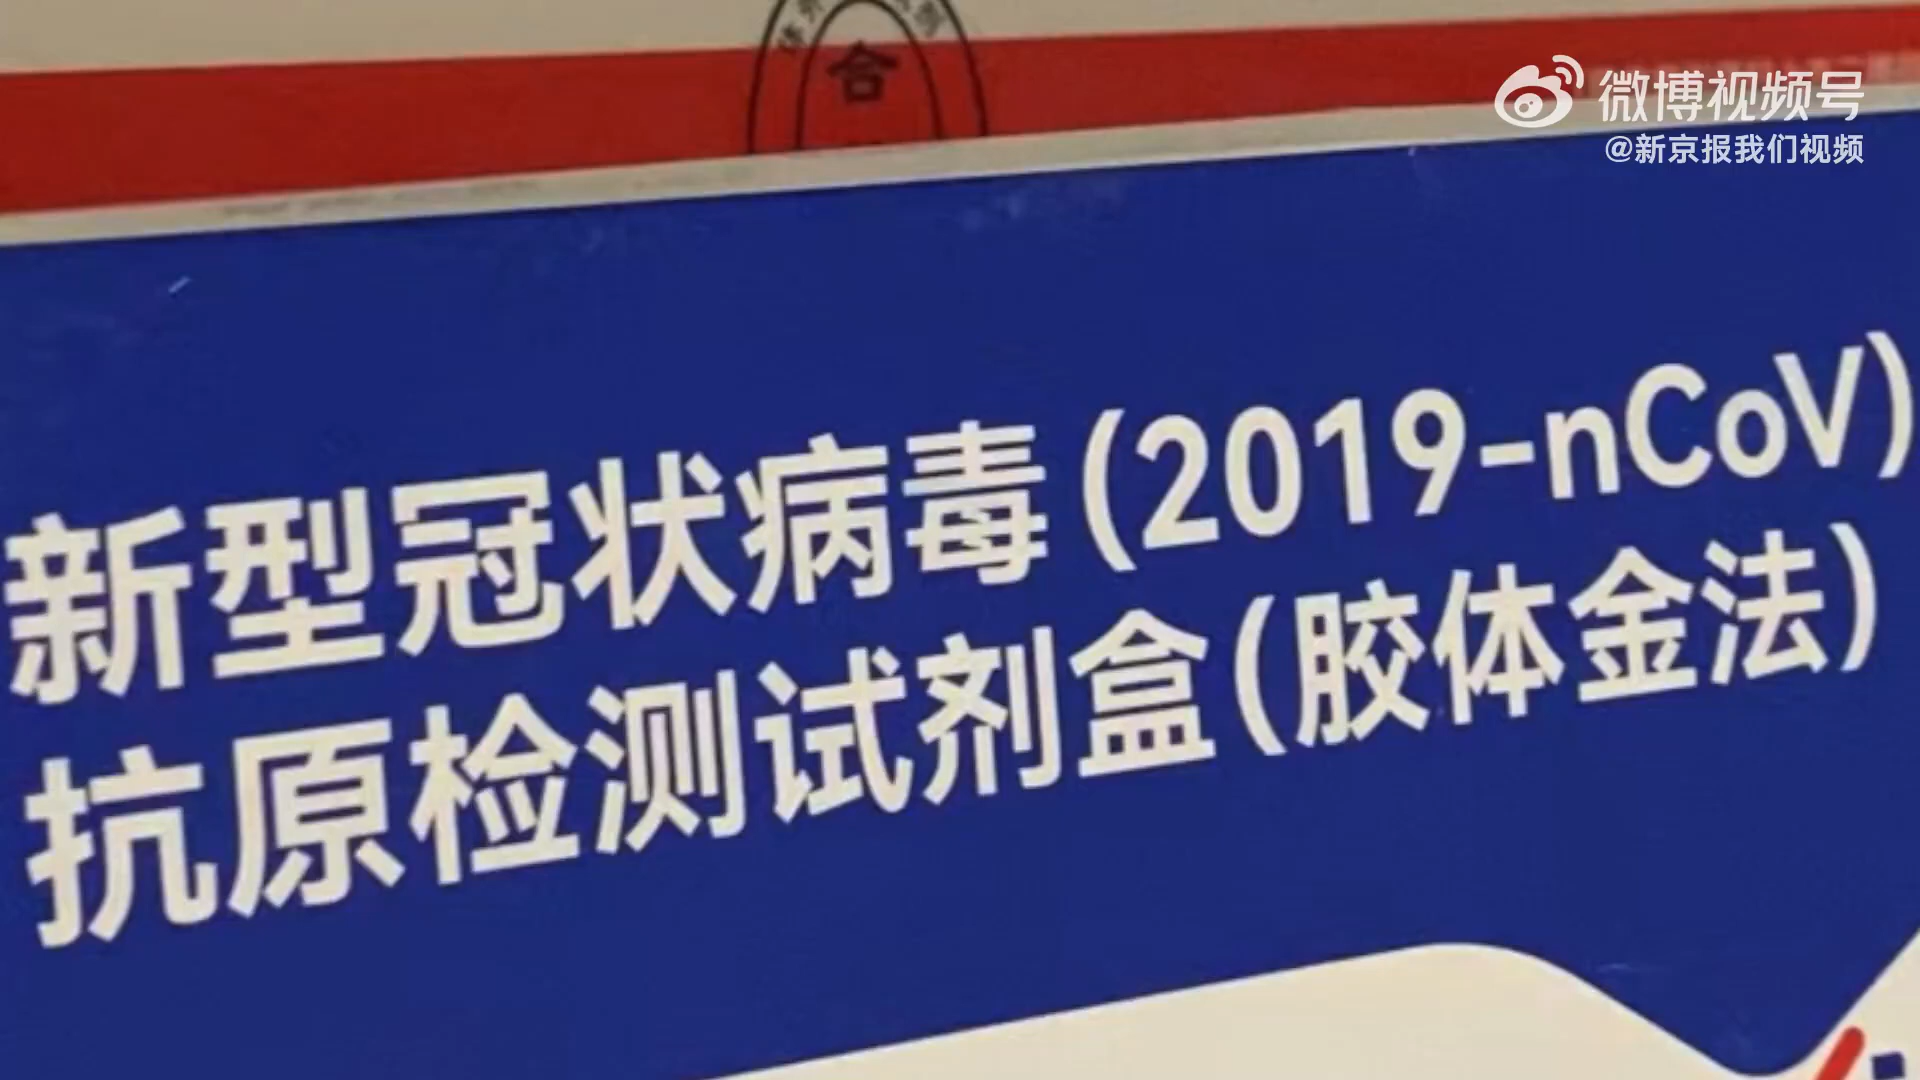 微博视频号
@新京报我们视频
合
新型冠状病毒(2019-nCoV)
抗原检测试剂盒(胶体金法)